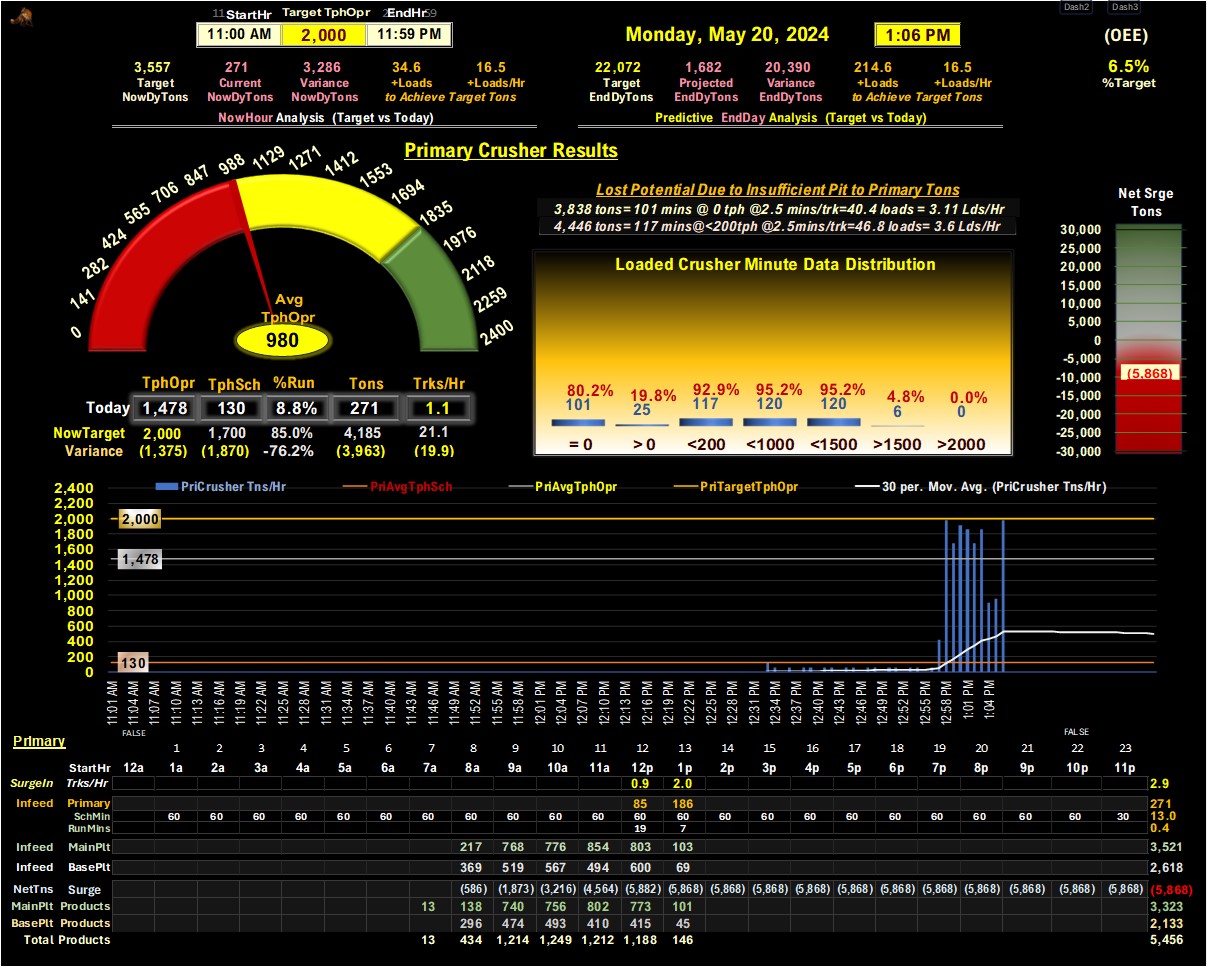 StartHr Target TphOpr EndHr
11:00 AM 2,000 11:59 PM
Monday, May 20, 2024 1:06 PM
Dash2 Dash3
(OEE)
6.5%
%Target
3,557 271 3,286 34.6 16.5
Target Current Variance +Loads +Loads/Hr
NowDyTons NowDyTons NowDyTons to Achieve Target Tons
NowHour Analysis (Target vs Today)
22,072 1,682 20,390 214.6 16.5
Target Projected Variance +Loads +Loads/Hr
EndDyTons EndDyTons EndDyTons to Achieve Target Tons
Predictive EndDay Analysis (Target vs Today)
Primary Crusher Results
0 141 282 424 565 706 847 988 1129 1271 1412 1553 1694 1835 1976 2118 2259 2400
Avg
TphOpr
980
Lost Potential Due to Insufficient Pit to Primary Tons
3,838 tons=101 mins @ 0 tph @2.5 mins/trk=40.4 loads = 3.11 Lds/Hr
4,446 tons=117 mins@<200tph @2.5mins/trk=46.8 loads= 3.6 Lds/Hr
Loaded Crusher Minute Data Distribution
80.2% 19.8% 92.9% 95.2% 95.2% 4.8% 0.0%
101 25 117 120 120 6 0
= 0 > 0 <200 <1000 <1500 >1500 >2000
Net Srge
Tons
30,000
25,000
20,000
15,000
10,000
5,000
0
-5,000
(5,868)
-10,000
-15,000
-20,000
-25,000
-30,000
TphOpr TphSch %Run Tons Trks/Hr
Today 1,478 130 8.8% 271 1.1
NowTarget 2,000 1,700 85.0% 4,185 21.1
Variance (1,375) (1,870) -76.2% (3,963) (19.9)
PriCrusher Tns/Hr PriAvgTphSch PriAvgTphOpr PriTargetTphOpr 30 per. Mov. Avg. (PriCrusher Tns/Hr)
2,400
2,200
2,000 2,000
1,800
1,600
1,478
1,400
1,200
1,000
800
600
400
200
130
0
11:01 AM 11:04 AM 11:07 AM 11:10 AM 11:13 AM 11:16 AM 11:19 AM 11:22 AM 11:25 AM 11:28 AM 11:31 AM 11:34 AM 11:37 AM 11:40 AM 11:43 AM 11:46 AM 11:49 AM 11:52 AM 11:55 AM 11:58 AM 12:01 PM 12:04 PM 12:07 PM 12:10 PM 12:13 PM 12:16 PM 12:19 PM 12:22 PM 12:25 PM 12:28 PM 12:31 PM 12:34 PM 12:37 PM 12:40 PM 12:43 PM 12:46 PM 12:49 PM 12:52 PM 12:55 PM 12:58 PM 1:01 PM 1:04 PM
FALSE FALSE
Primary 1 2 3 4 5 6 7 8 9 10 11 12 13 14 15 16 17 18 19 20 21 22 23
StartHr 12a 1a 2a 3a 4a 5a 6a 7a 8a 9a 10a 11a 12p 1p 2p 3p 4p 5p 6p 7p 8p 9p 10p 11p
SurgeIn Trks/Hr 0.9 2.0 2.9
Infeed Primary 85 186 271
SchMin 60 60 60 60 60 60 60 60 60 60 60 60 60 60 60 60 60 60 60 60 60 60 30 13.0
RunMins 19 7 0.4
Infeed MainPlt 217 768 776 854 803 103 3,521
Infeed BasePlt 369 519 567 494 600 69 2,618
NetTns Surge (586) (1,873) (3,216) (4,564) (5,882) (5,868) (5,868) (5,868) (5,868) (5,868) (5,868) (5,868) (5,868) (5,868) (5,868) (5,868) (5,868)
MainPlt Products 13 138 740 756 802 773 101 3,323
BasePlt Products 296 474 493 410 415 45 2,133
Total Products 13 434 1,214 1,249 1,212 1,188 146 5,456